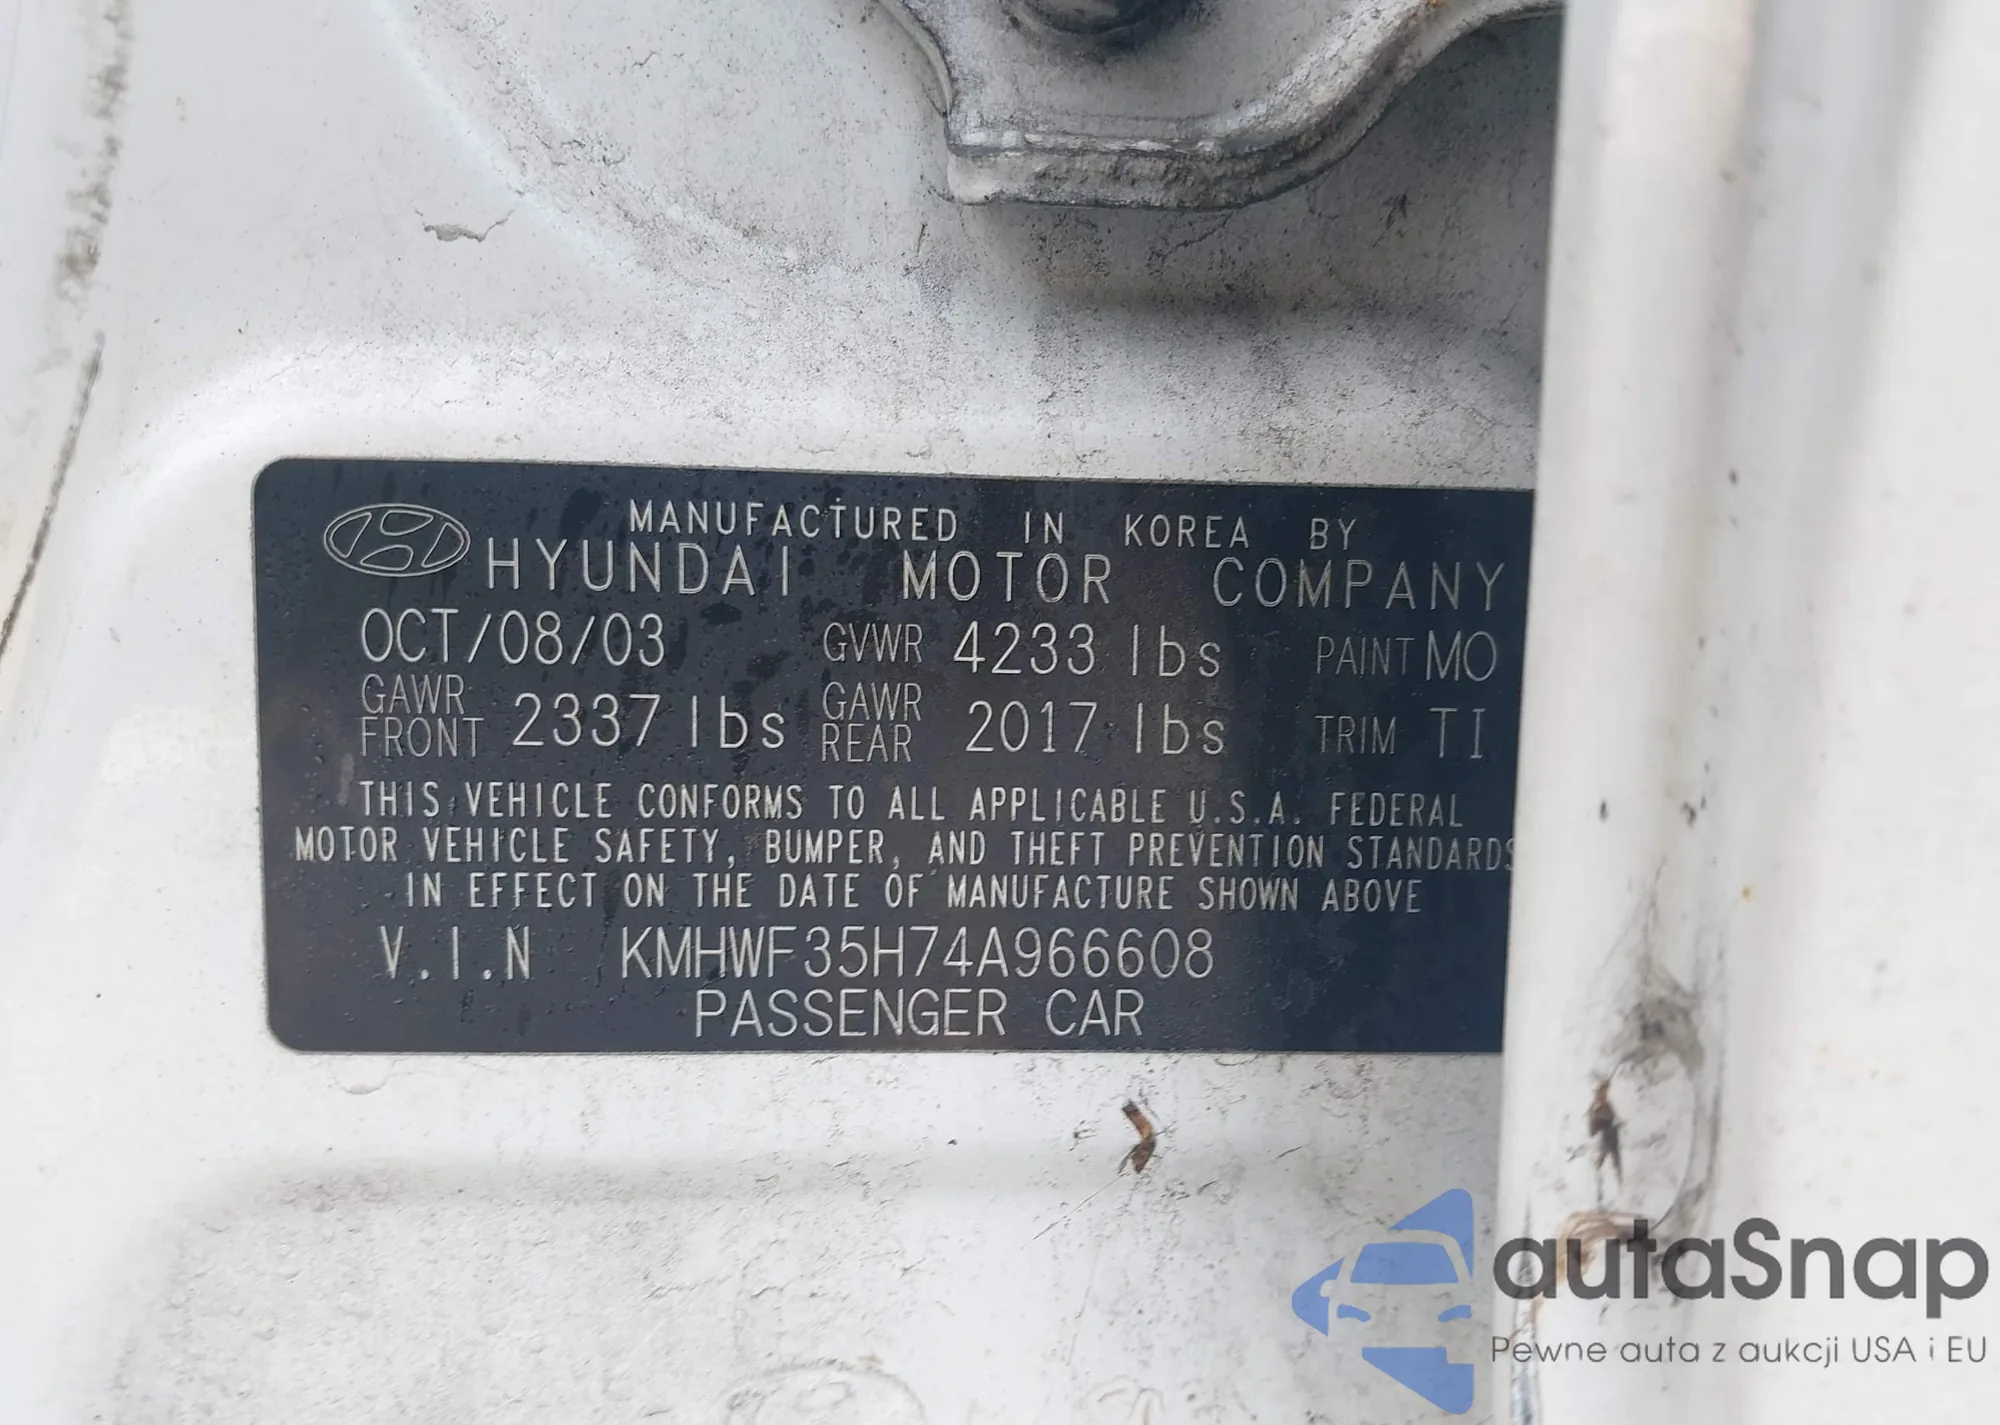 MANUFACTURED IN KOREA BY
HYUNDAI MOTOR COMPANY
OCT/08/03 GVWR 4233 lbs PAINT MO
GAWR FRONT 2337 lbs GAWR REAR 2017 lbs TRIM TI
THIS VEHICLE CONFORMS TO ALL APPLICABLE U.S.A. FEDERAL
MOTOR VEHICLE SAFETY, BUMPER, AND THEFT PREVENTION STANDARDS
IN EFFECT ON THE DATE OF MANUFACTURE SHOWN ABOVE
V.I.N KMHWF35H74A966608
PASSENGER CAR
autaSnap
Pewne auta z aukcji USA i EU